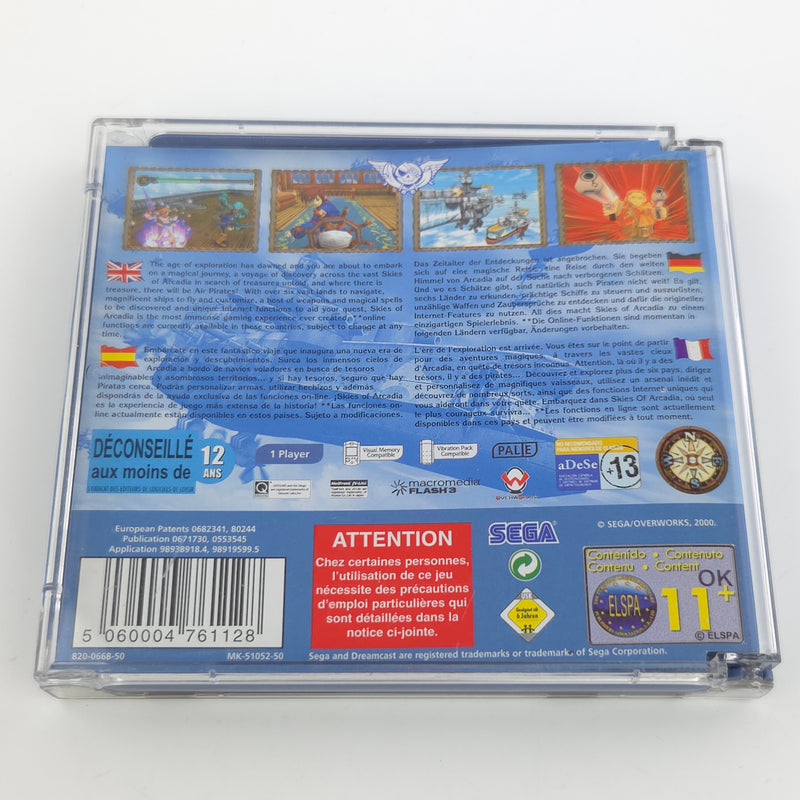 The age of exploration has dawned and you are about to embark
on a magical journey, a voyage of discovery across the vast Skies
of Arcadia in search of treasures untold, and where there is
treasure, there will be Air Pirates! With over six vast lands to navigate,
magnificent ships to fly and customize, a host of weapons and magical spells
to be discovered and unique internet functions to aid your quest, Skies of
Arcadia is the most immense gaming experience ever created. **online
functions are currently available in these countries, subject to change at any
time.
Das Zeitalter der Entdeckungen ist angebrochen. Sie begeben
sich auf eine magische Reise, eine Reise durch den weiten
Himmel von Arcadia auf der Suche nach verborgenen Schätzen.
Und wo es Schätze gibt, sind natürlich auch Piraten nicht weit! Es gilt,
sechs Länder zu erkunden, prächtige Schiffe zu steuern und auszurüsten,
unzählige Waffen und Zaubersprüche zu entdecken und dafür die originellen
Internet-Features zu nutzen. All dies macht Skies of Arcadia zu einem
einzigartigen Spielerlebnis. **Die Online-Funktionen sind momentan in
folgenden Ländern verfügbar, Änderungen vorbehalten.
Embárcate en este fantástico viaje que inaugura una nueva era de
exploración y descubrimientos. Surca los inmensos cielos de
Arcadia a bordo de navíos voladores en busca de tesoros
inimaginables y asombrosos territorios... y si hay tesoros, seguro que hay
Piratas cerca. Podrás personalizar armas, utilizar hechizos y además,
dispondrás de la ayuda exclusiva de las funciones on-line. ¡Skies of Arcadia
es la experiencia de juego más extensa de la historia! **Las funciones on-
line actualmente están disponibles en estos países. Sujeto a modificaciones.
L'ère de l'exploration est arrivée. Vous êtes sur le point de partir
pour des aventures magiques, à travers les vastes cieux
d'Arcadia, en quête de trésors inconnus. Attention, là où il y a des
trésors, il y a des pirates... Découvrez et explorez plus de six pays, dirigez
et personnalisez de magnifiques vaisseaux, utilisez un arsenal inédit et
découvrez de nombreux sorts, ainsi que des fonctions Internet uniques qui
vous aideront dans votre quête. Embarquez dans Skies Of Arcadia, où seul
le plus courageux survivra... **Les fonctions en ligne sont actuellement
disponibles dans ces pays et peuvent être modifiées à tout moment.
DÉCONSEILLÉ
aux moins de
12
ANS
SYNDICAT DES EDITEURS DE LOGICIELS DE LOISIR
1 Player
Visual Memory
Compatible
Vibration Pack
Compatible
PAL E
NO RECOMENDADO
PARA MENORES DE
aDeSe
-13
macromedia
FLASH 3
OVERWORKS
N
E
S
W
European Patents 0682341, 80244
Publication 0671730, 0553545
Application 98938918.4, 98919599.5
5 060004 761128
820-0668-50
MK-51052-50
ATTENTION
Chez certaines personnes,
l'utilisation de ce jeu
nécessite des précautions
d'emploi particulières qui
sont détaillées dans la
notice ci-jointe.
SEGA
USK
Geeignet ab
6 Jahren
© SEGA/OVERWORKS, 2000.
Contenido • Contenuto
Contenu • Content
ELSPA
OK
11+
© ELSPA
Sega and Dreamcast are registered trademarks or trademarks of Sega Corporation.